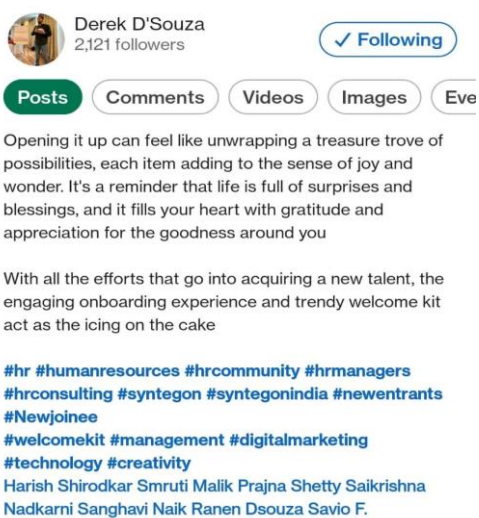 Derek D'Souza
2,121 followers
✓ Following
Posts
Comments
Videos
Images
Eve
Opening it up can feel like unwrapping a treasure trove of
possibilities, each item adding to the sense of joy and
wonder. It's a reminder that life is full of surprises and
blessings, and it fills your heart with gratitude and
appreciation for the goodness around you
With all the efforts that go into acquiring a new talent, the
engaging onboarding experience and trendy welcome kit
act as the icing on the cake
#hr #humanresources #hrcommunity #hrmanagers
#hrconsulting #syntegon #syntegonindia #newentrants
#Newjoinee
#welcomekit #management #digitalmarketing
#technology #creativity
Harish Shirodkar Smruti Malik Prajna Shetty Saikrishna
Nadkarni Sanghavi Naik Ranen Dsouza Savio F.